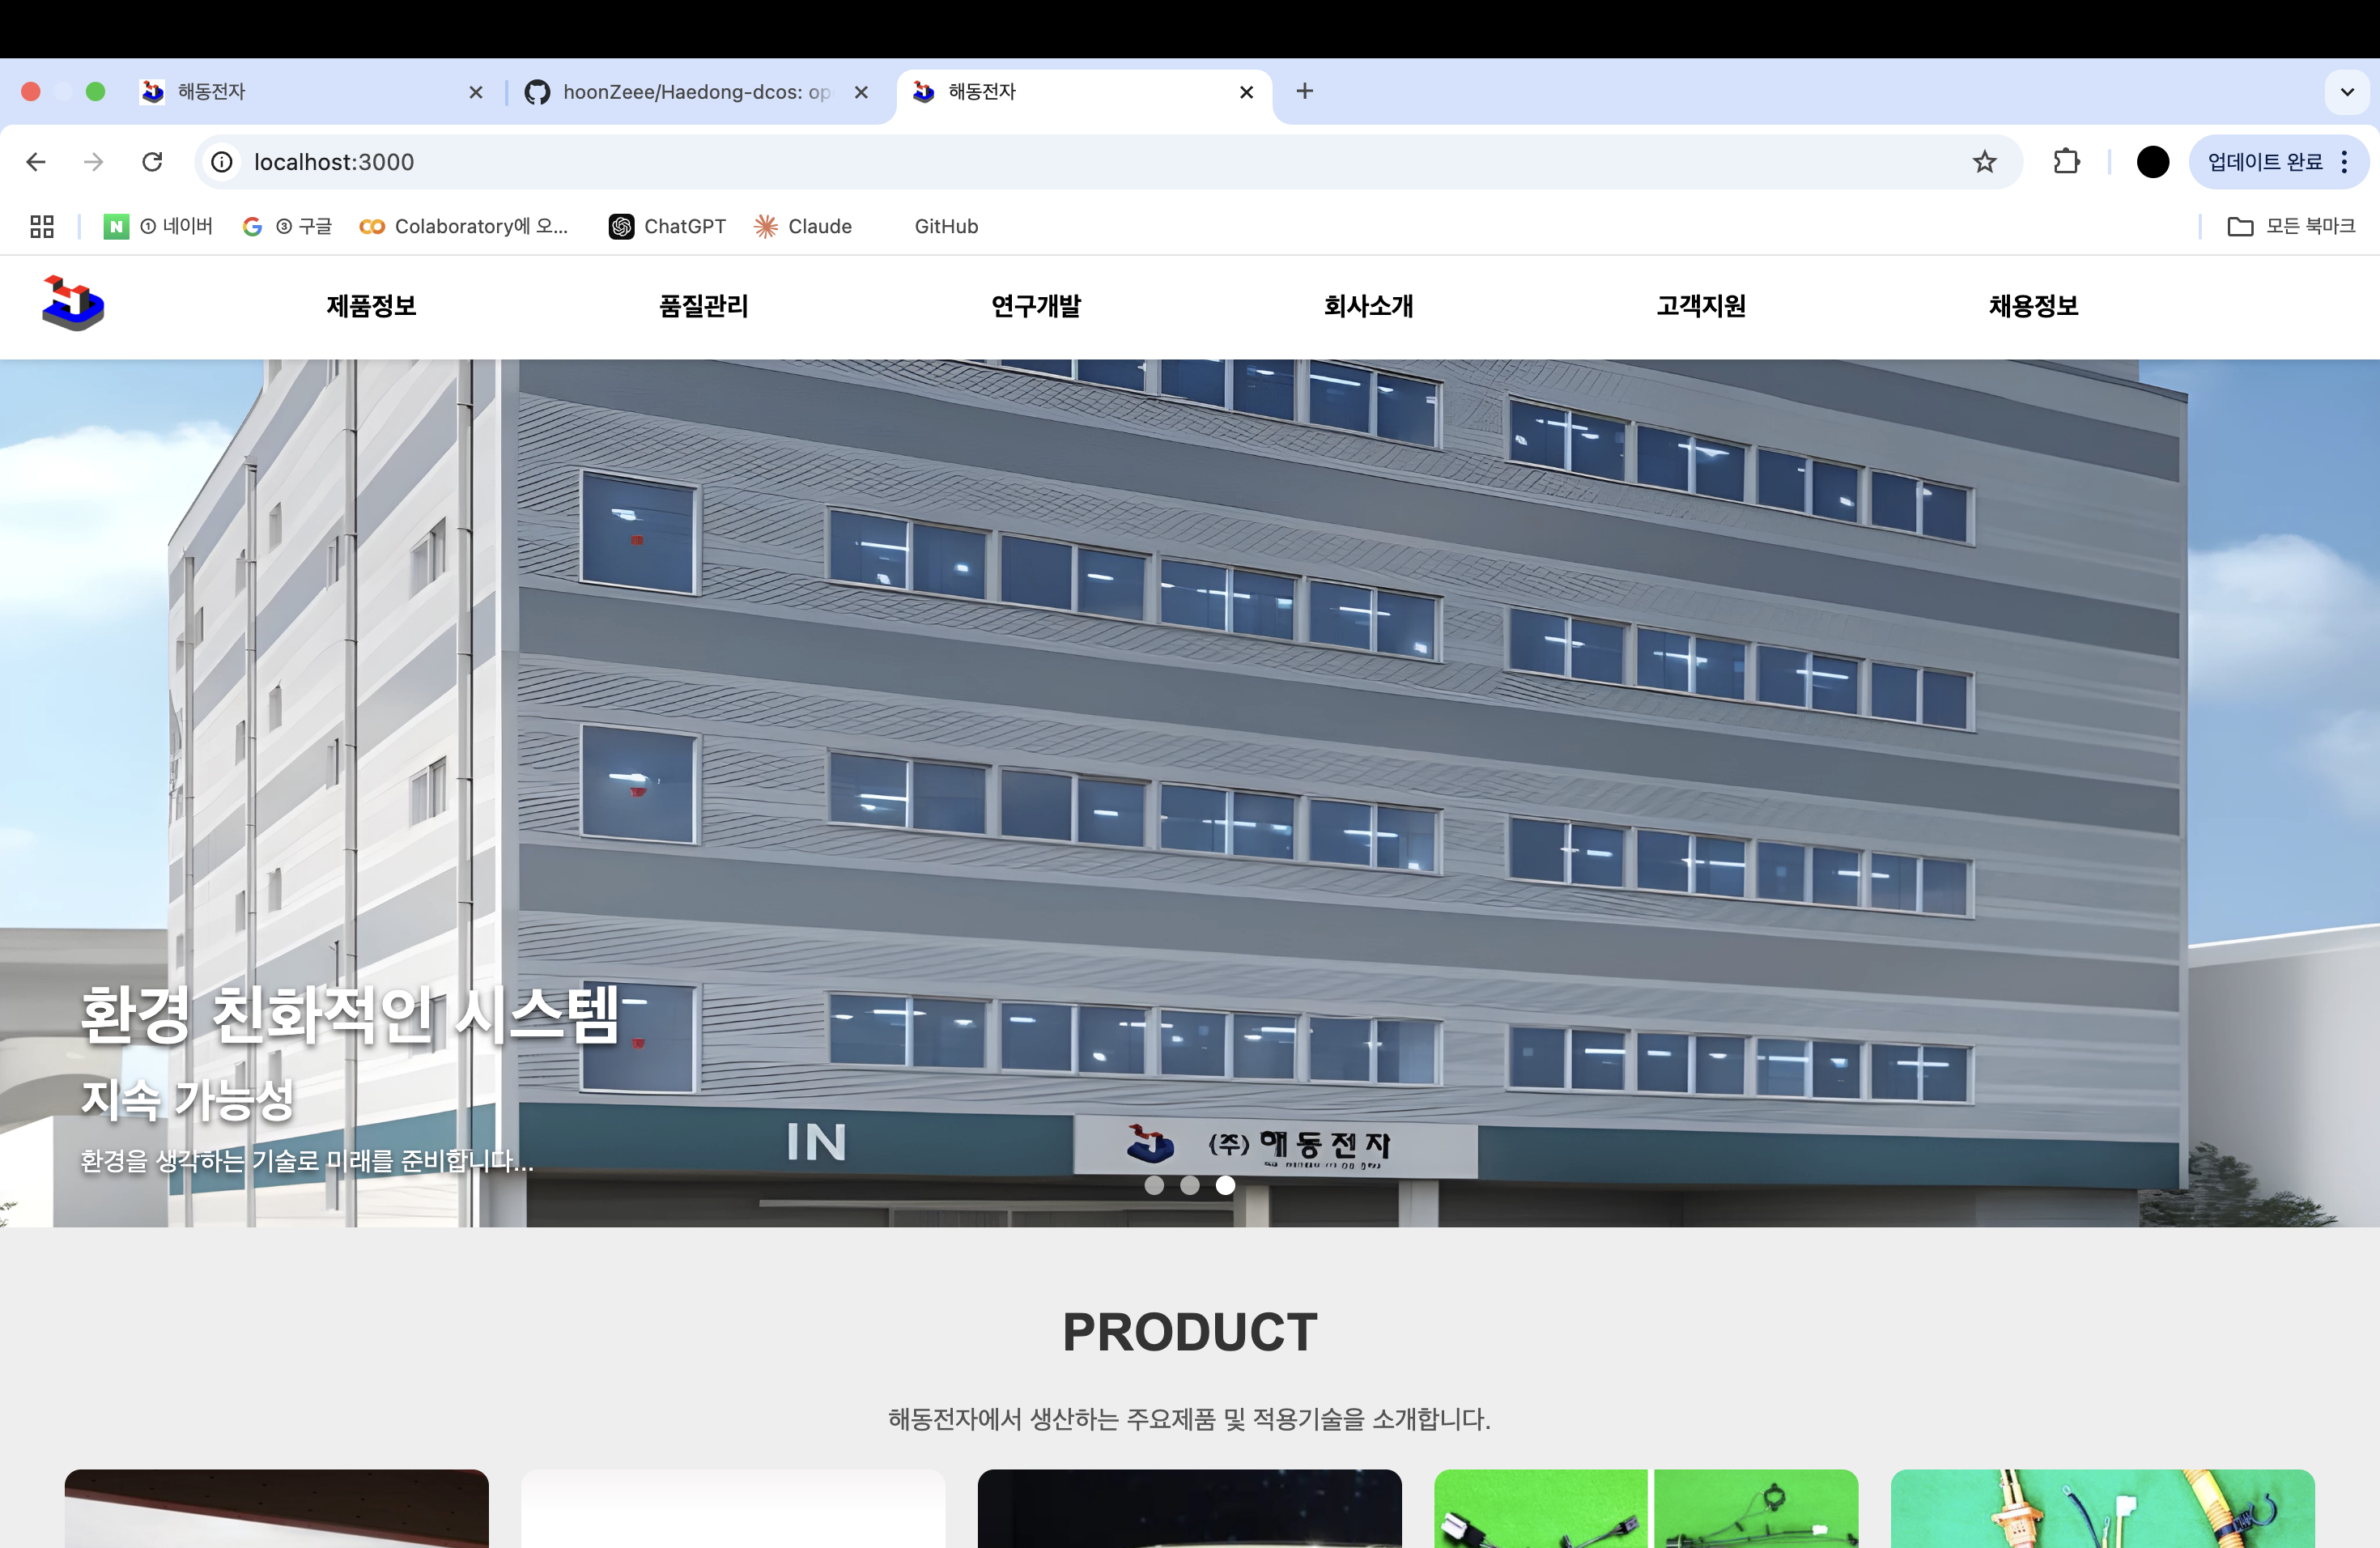 해동전자
hoonZeee/Haedong-dcos: op
해동전자
localhost:3000
업데이트 완료
① 네이버
③ 구글
Colaboratory에 오...
ChatGPT
Claude
GitHub
모든 북마크
제품정보
품질관리
연구개발
회사소개
고객지원
채용정보
환경 친화적인 시스템
지속 가능성
환경을 생각하는 기술로 미래를 준비합니다...
IN
(주)
동전자
PRODUCT
해동전자에서 생산하는 주요제품 및 적용기술을 소개합니다.